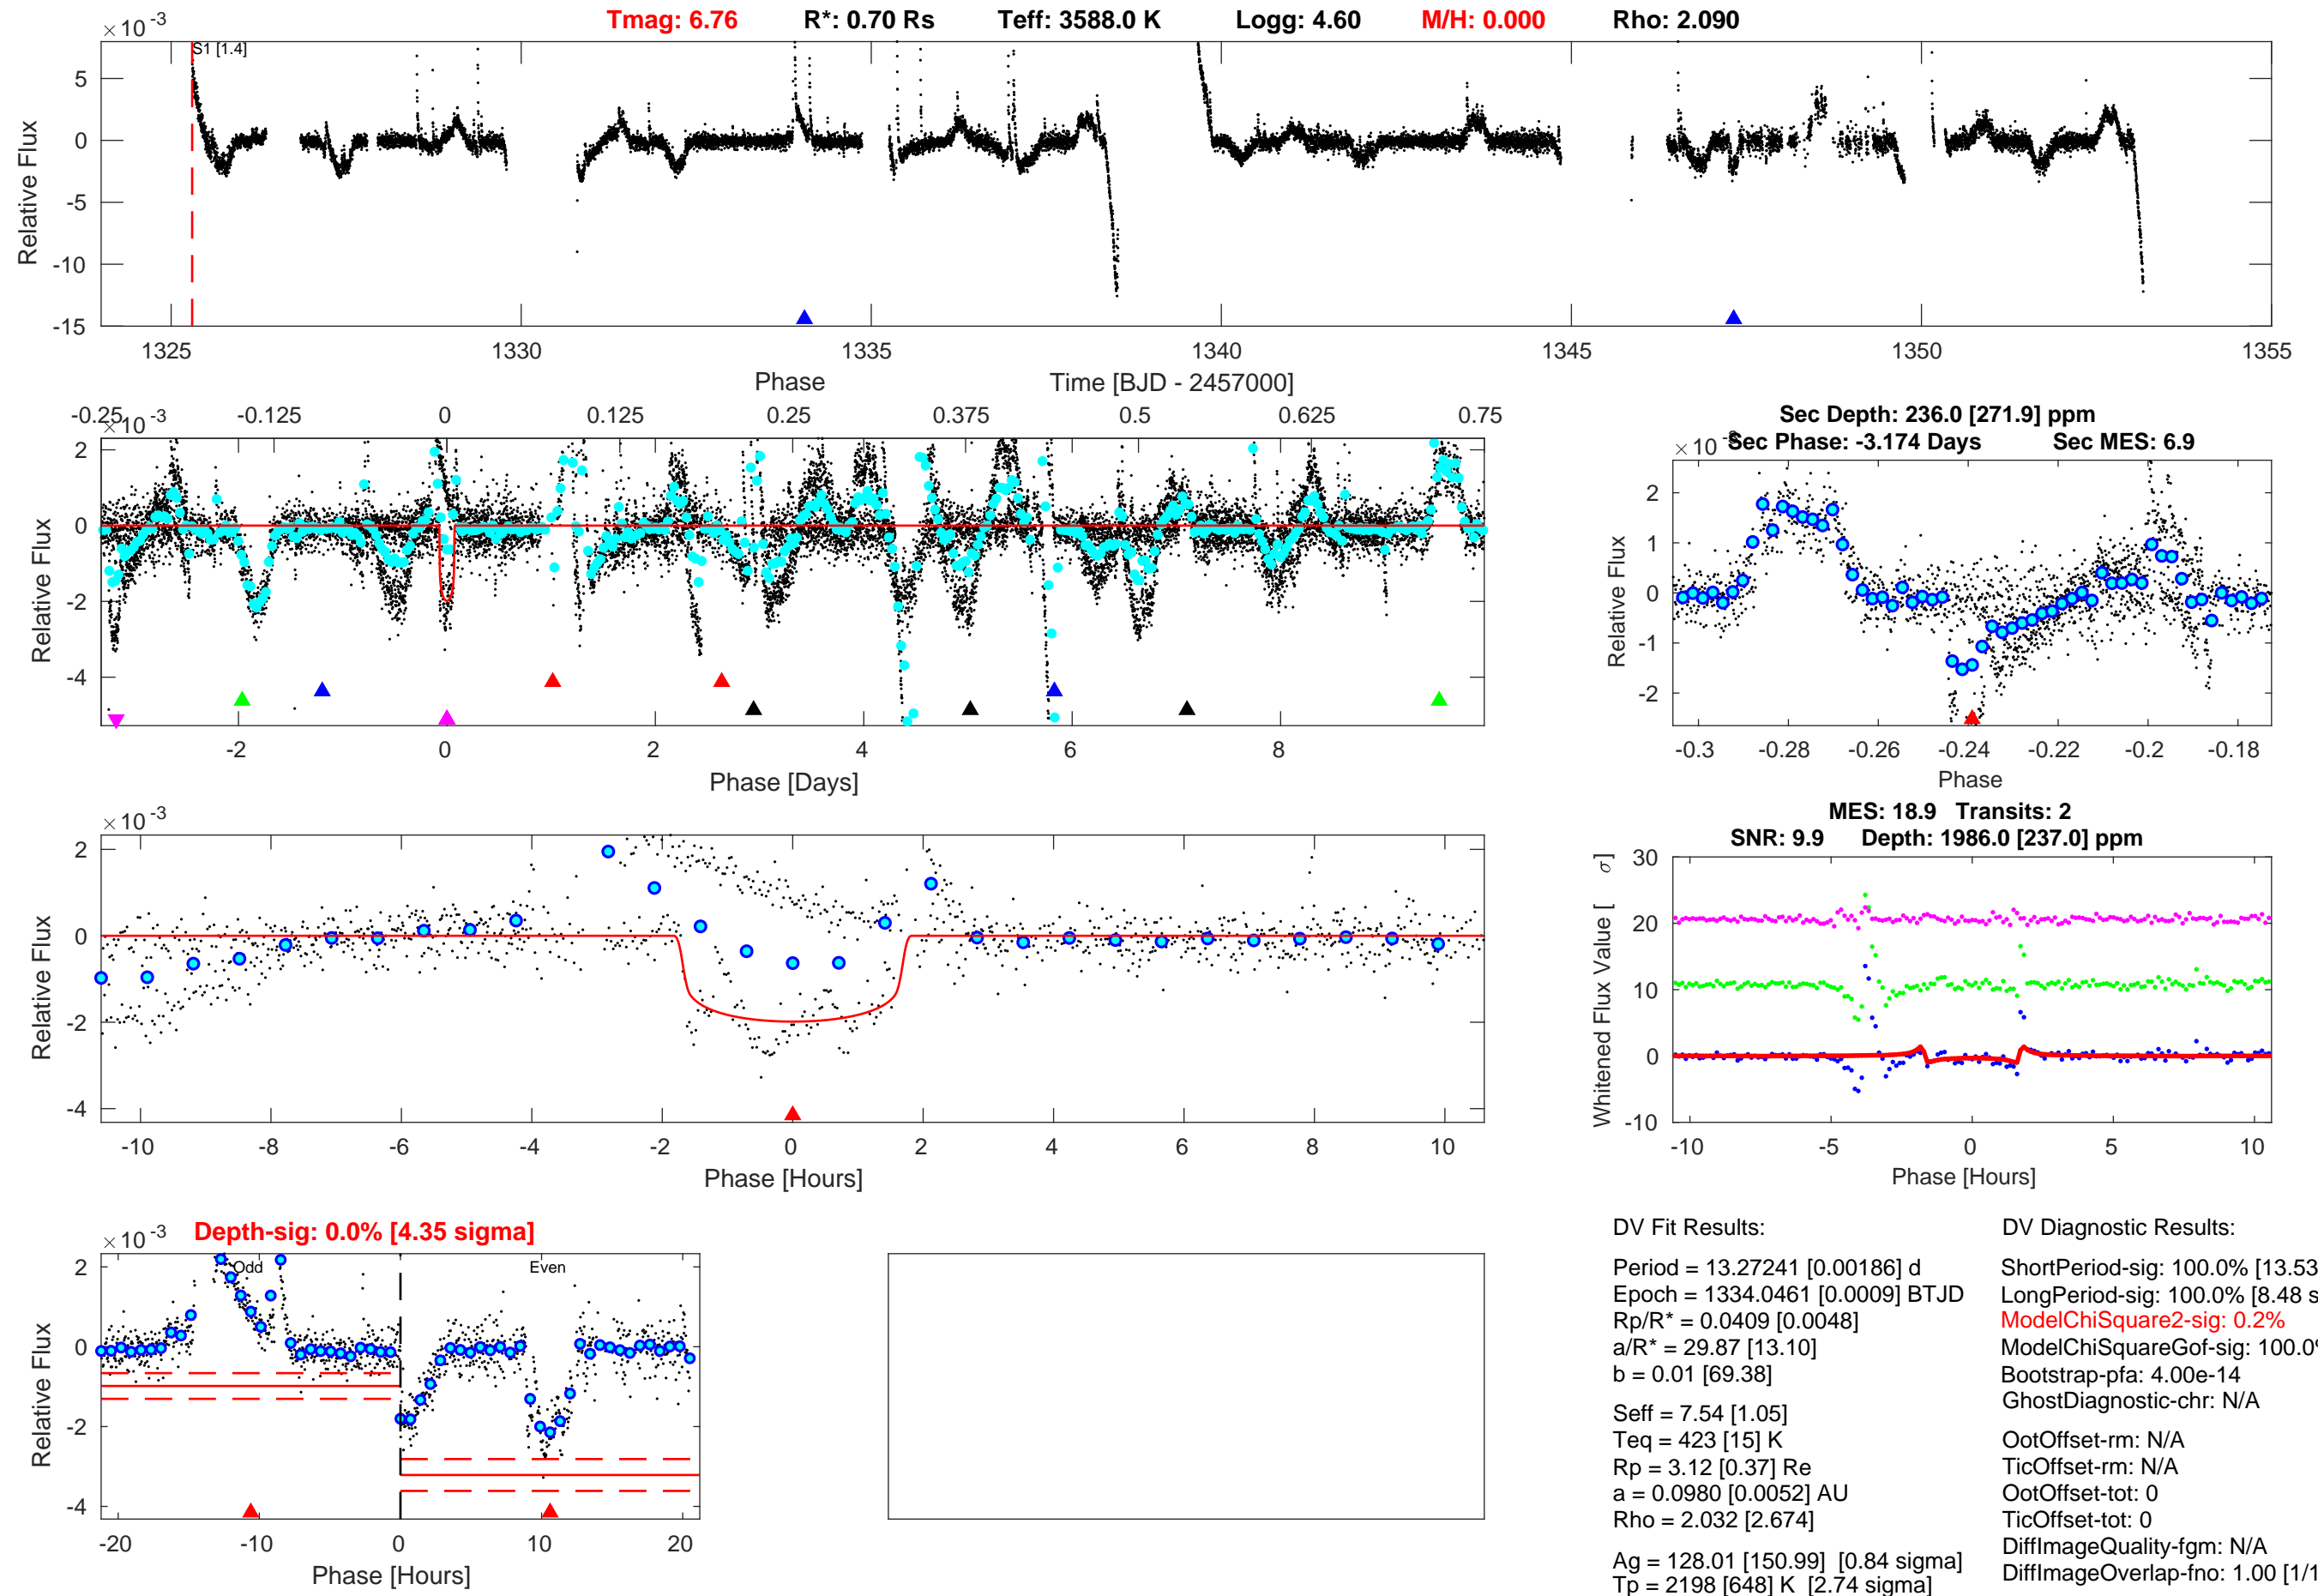 Tmag: 6.76 R*: 0.70 Rs Teff: 3588.0 K Logg: 4.60 M/H: 0.000 Rho: 2.090
×10^-3
S1 [1.4]
5
0
-5
-10
-15
Relative Flux
1325 1330 1335 1340 1345 1350 1355
Phase Time [BJD - 2457000]
-0.25 -0.125 0 0.125 0.25 0.375 0.5 0.625 0.75
×10^-3
2
0
-2
-4
Relative Flux
-2 0 2 4 6 8
Phase [Days]
Sec Depth: 236.0 [271.9] ppm
Sec Phase: -3.174 Days Sec MES: 6.9
2
1
0
-1
-2
Relative Flux
-0.3 -0.28 -0.26 -0.24 -0.22 -0.2 -0.18
Phase
×10^-3
2
0
-2
-4
Relative Flux
-10 -8 -6 -4 -2 0 2 4 6 8 10
Phase [Hours]
MES: 18.9 Transits: 2
SNR: 9.9 Depth: 1986.0 [237.0] ppm
30
20
10
0
-10
Whitened Flux Value [ σ]
-10 -5 0 5 10
Phase [Hours]
Depth-sig: 0.0% [4.35 sigma]
×10^-3
Odd Even
2
0
-2
-4
Relative Flux
-20 -10 0 10 20
Phase [Hours]
DV Fit Results:
Period = 13.27241 [0.00186] d
Epoch = 1334.0461 [0.0009] BTJD
Rp/R* = 0.0409 [0.0048]
a/R* = 29.87 [13.10]
b = 0.01 [69.38]
Seff = 7.54 [1.05]
Teq = 423 [15] K
Rp = 3.12 [0.37] Re
a = 0.0980 [0.0052] AU
Rho = 2.032 [2.674]
Ag = 128.01 [150.99] [0.84 sigma]
Tp = 2198 [648] K [2.74 sigma]
DV Diagnostic Results:
ShortPeriod-sig: 100.0% [13.53
LongPeriod-sig: 100.0% [8.48 s
ModelChiSquare2-sig: 0.2%
ModelChiSquareGof-sig: 100.0%
Bootstrap-pfa: 4.00e-14
GhostDiagnostic-chr: N/A
OotOffset-rm: N/A
TicOffset-rm: N/A
OotOffset-tot: 0
TicOffset-tot: 0
DiffImageQuality-fgm: N/A
DiffImageOverlap-fno: 1.00 [1/1